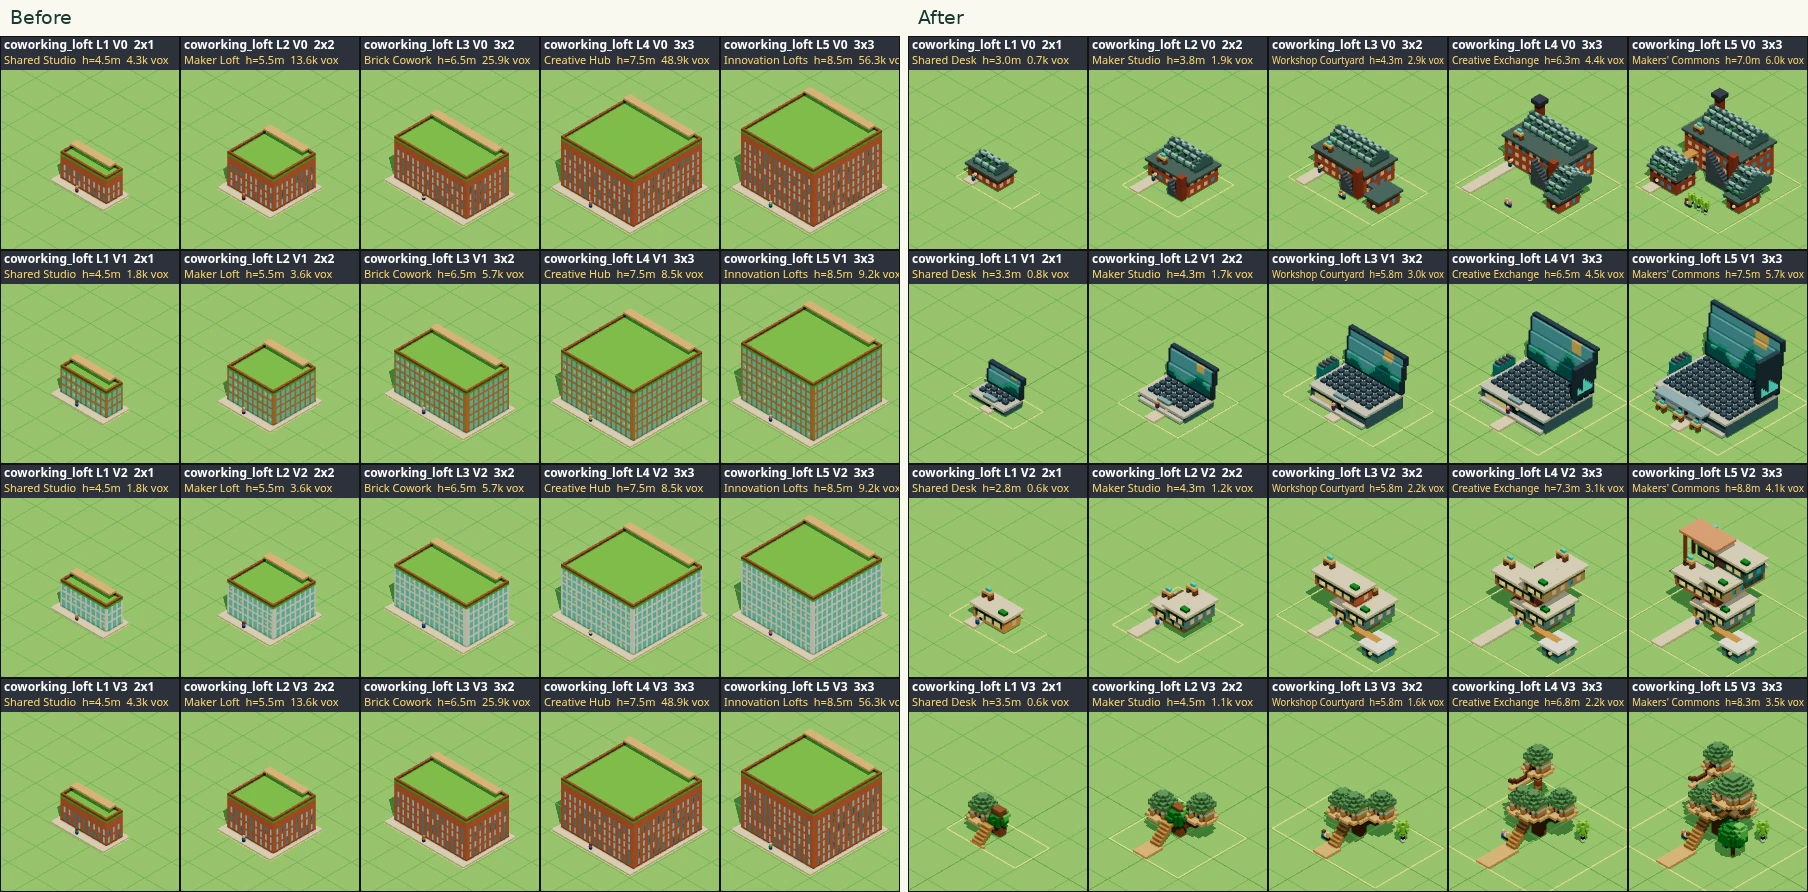 Before
After
coworking_loft L1 V0 2x1
Shared Studio h=4.5m 4.3k vox
coworking_loft L2 V0 2x2
Maker Loft h=5.5m 13.6k vox
coworking_loft L3 V0 3x2
Brick Cowork h=6.5m 25.9k vox
coworking_loft L4 V0 3x3
Creative Hub h=7.5m 48.9k vox
coworking_loft L5 V0 3x3
Innovation Lofts h=8.5m 56.3k vo
coworking_loft L1 V0 2x1
Shared Desk h=3.0m 0.7k vox
coworking_loft L2 V0 2x2
Maker Studio h=3.8m 1.9k vox
coworking_loft L3 V0 3x2
Workshop Courtyard h=4.3m 2.9k vox
coworking_loft L4 V0 3x3
Creative Exchange h=6.3m 4.4k vox
coworking_loft L5 V0 3x3
Makers' Commons h=7.0m 6.0k vox
coworking_loft L1 V1 2x1
Shared Studio h=4.5m 1.8k vox
coworking_loft L2 V1 2x2
Maker Loft h=5.5m 3.6k vox
coworking_loft L3 V1 3x2
Brick Cowork h=6.5m 5.7k vox
coworking_loft L4 V1 3x3
Creative Hub h=7.5m 8.5k vox
coworking_loft L5 V1 3x3
Innovation Lofts h=8.5m 9.2k vox
coworking_loft L1 V1 2x1
Shared Desk h=3.3m 0.8k vox
coworking_loft L2 V1 2x2
Maker Studio h=4.3m 1.7k vox
coworking_loft L3 V1 3x2
Workshop Courtyard h=5.8m 3.0k vox
coworking_loft L4 V1 3x3
Creative Exchange h=6.5m 4.5k vox
coworking_loft L5 V1 3x3
Makers' Commons h=7.5m 5.7k vox
coworking_loft L1 V2 2x1
Shared Studio h=4.5m 1.8k vox
coworking_loft L2 V2 2x2
Maker Loft h=5.5m 3.6k vox
coworking_loft L3 V2 3x2
Brick Cowork h=6.5m 5.7k vox
coworking_loft L4 V2 3x3
Creative Hub h=7.5m 8.5k vox
coworking_loft L5 V2 3x3
Innovation Lofts h=8.5m 9.2k vox
coworking_loft L1 V2 2x1
Shared Desk h=2.8m 0.6k vox
coworking_loft L2 V2 2x2
Maker Studio h=4.3m 1.2k vox
coworking_loft L3 V2 3x2
Workshop Courtyard h=5.8m 2.2k vox
coworking_loft L4 V2 3x3
Creative Exchange h=7.3m 3.1k vox
coworking_loft L5 V2 3x3
Makers' Commons h=8.8m 4.1k vox
coworking_loft L1 V3 2x1
Shared Studio h=4.5m 4.3k vox
coworking_loft L2 V3 2x2
Maker Loft h=5.5m 13.6k vox
coworking_loft L3 V3 3x2
Brick Cowork h=6.5m 25.9k vox
coworking_loft L4 V3 3x3
Creative Hub h=7.5m 48.9k vox
coworking_loft L5 V3 3x3
Innovation Lofts h=8.5m 56.3k vo
coworking_loft L1 V3 2x1
Shared Desk h=3.5m 0.6k vox
coworking_loft L2 V3 2x2
Maker Studio h=4.5m 1.1k vox
coworking_loft L3 V3 3x2
Workshop Courtyard h=5.8m 1.6k vox
coworking_loft L4 V3 3x3
Creative Exchange h=6.8m 2.2k vox
coworking_loft L5 V3 3x3
Makers' Commons h=8.3m 3.5k vox